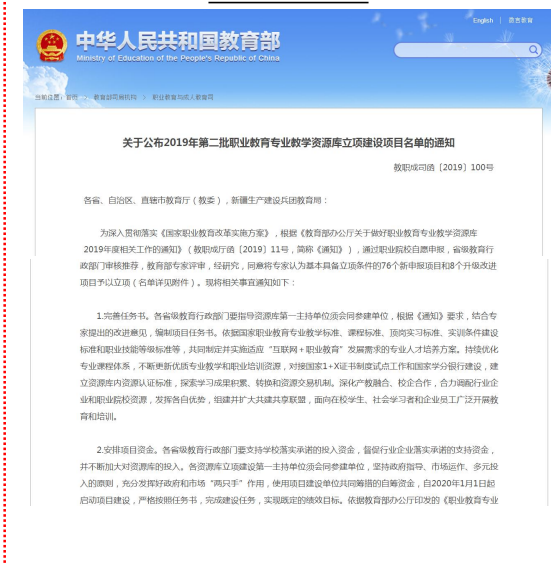 English | 语言教育
中华人民共和国教育部
Ministry of Education of the People's Republic of China
当前位置：首页 > 教育部司局机构 > 职业教育与成人教育司
关于公布2019年第二批职业教育专业教学资源库立项建设项目名单的通知
教职成司函〔2019〕100号
各省、自治区、直辖市教育厅（教委），新疆生产建设兵团教育局：
为深入贯彻落实《国家职业教育改革实施方案》，根据《教育部办公厅关于做好职业教育专业教学资源库
2019年度相关工作的通知》（教职成厅函〔2019〕11号，简称《通知》），通过职业院校自愿申报，省级教育行
政部门审核推荐，教育部专家评审，经研究，同意将专家认为基本具备立项条件的76个新申报项目和8个升级改进
项目予以立项（名单详见附件）。现将相关事宜通知如下：
1.完善任务书。各省级教育行政部门要指导资源库第一主持单位须会同参建单位，根据《通知》要求，结合专
家提出的改进意见，编制项目任务书。依据国家职业教育专业教学标准、课程标准、顶岗实习标准、实训条件建设
标准和职业技能等级标准等，共同制定并实施适应“互联网＋职业教育”发展需求的专业人才培养方案。持续优化
专业课程体系，不断更新优质专业教学和职业培训资源，对接国家1+X证书制度试点工作和国家学分银行建设，建
立资源库内资源认证标准，探索学习成果积累、转换和资源交易机制。深化产教融合、校企合作，合力调配行业企
业和职业院校资源，发挥各自优势，组建并扩大共建共享联盟，面向在校学生、社会学习者和企业员工广泛开展教
育和培训。
2.安排项目资金。各省级教育行政部门要支持学校落实承诺的投入资金，督促行业企业落实承诺的支持资金，
并不断加大对资源库的投入。各资源库立项建设第一主持单位须会同参建单位，坚持政府指导、市场运作、多元投
入的原则，充分发挥好政府和市场“两只手”作用，使用项目建设单位共同筹措的自筹资金，自2020年1月1日起
启动项目建设，严格按照任务书，完成建设任务，实现既定的绩效目标。依据教育部办公厅印发的《职业教育专业